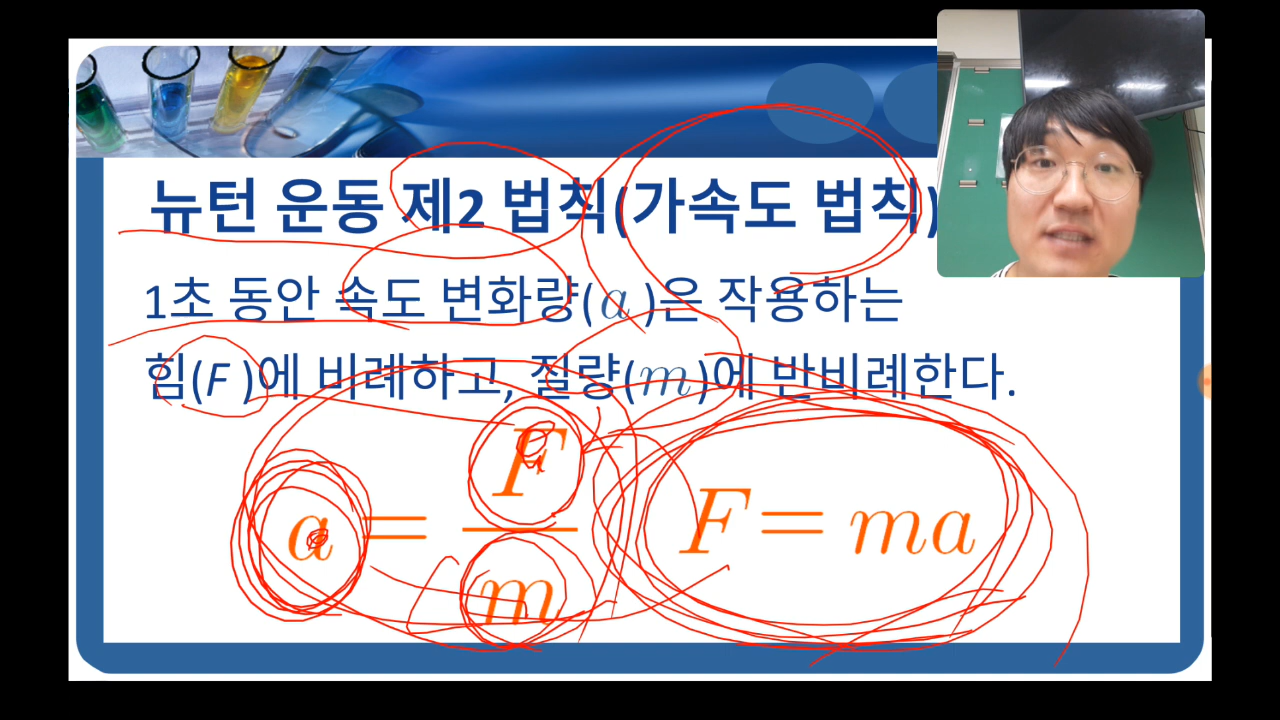 뉴턴 운동 제2 법칙(가속도 법칙)
1초 동안 속도 변화량(a )은 작용하는
힘(F )에 비례하고, 질량(m)에 반비례한다.
a = F/m F = ma